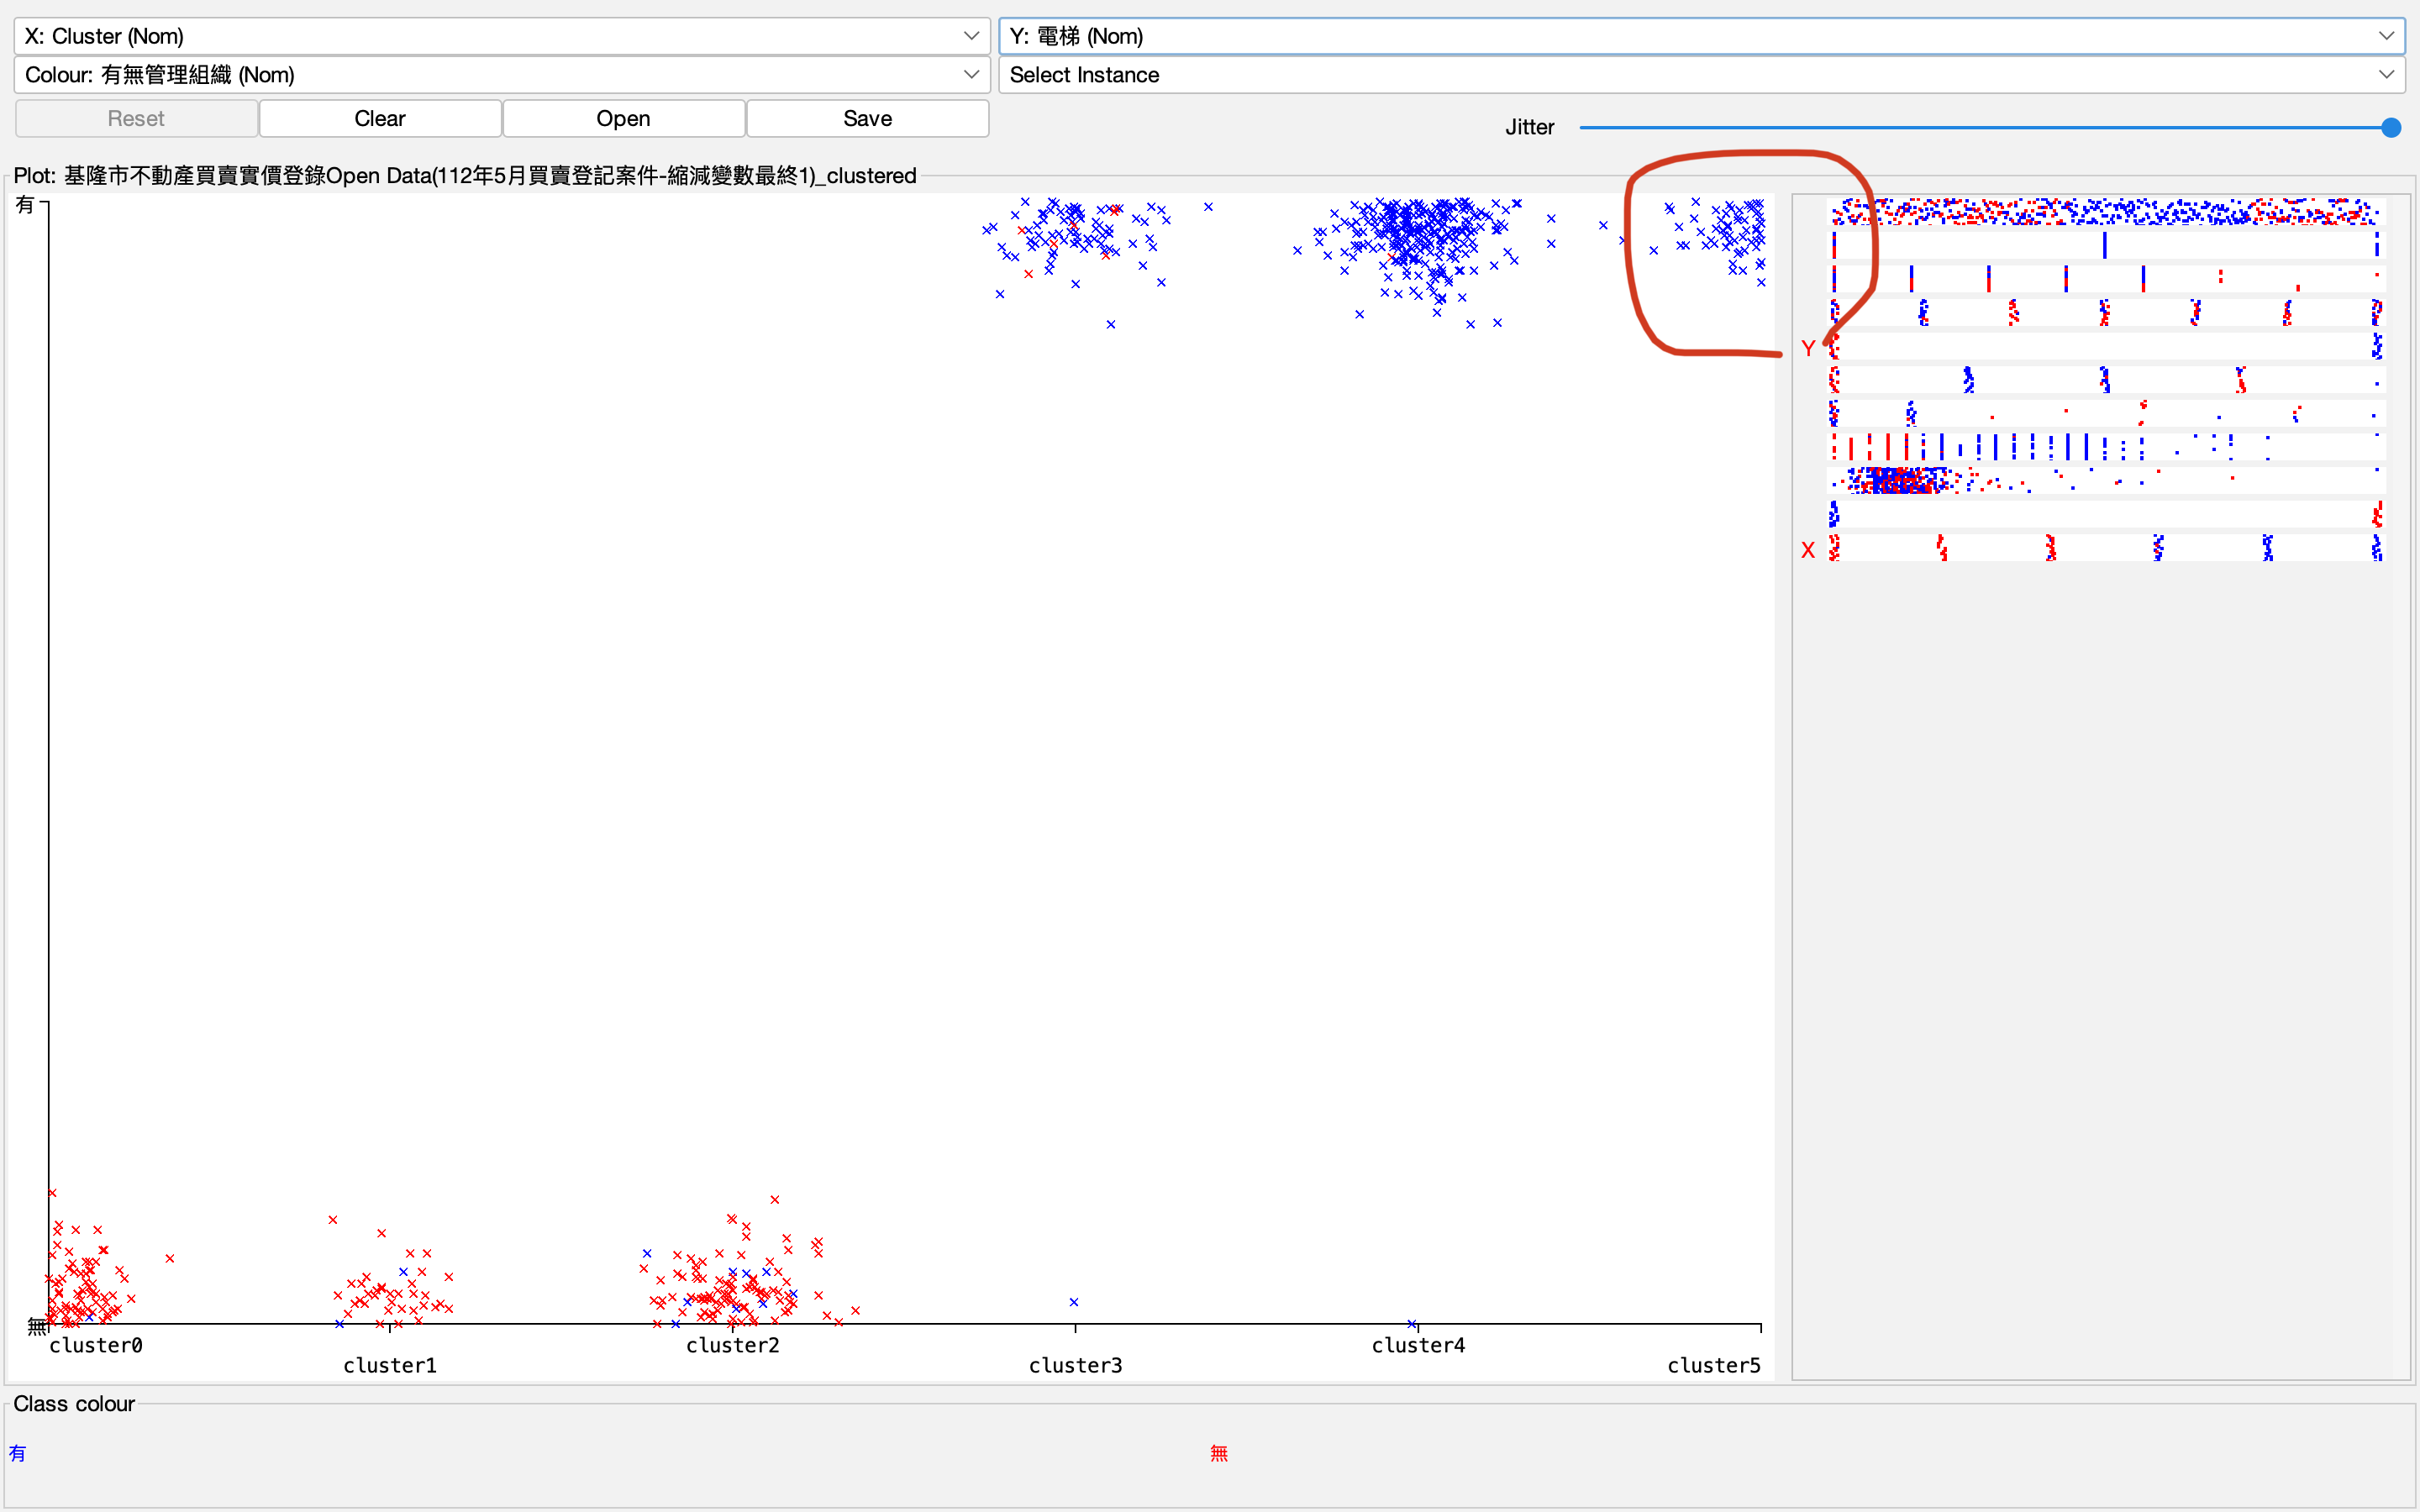 X: Cluster (Nom)
Y: 電梯 (Nom)
Colour: 有無管理組織 (Nom)
Select Instance
Reset
Clear
Open
Save
Jitter
Plot: 基隆市不動產買賣實價登錄Open Data(112年5月買賣登記案件-縮減變數最終1)_clustered
有
Y
X
無
cluster0
cluster1
cluster2
cluster3
cluster4
cluster5
Class colour
有
無